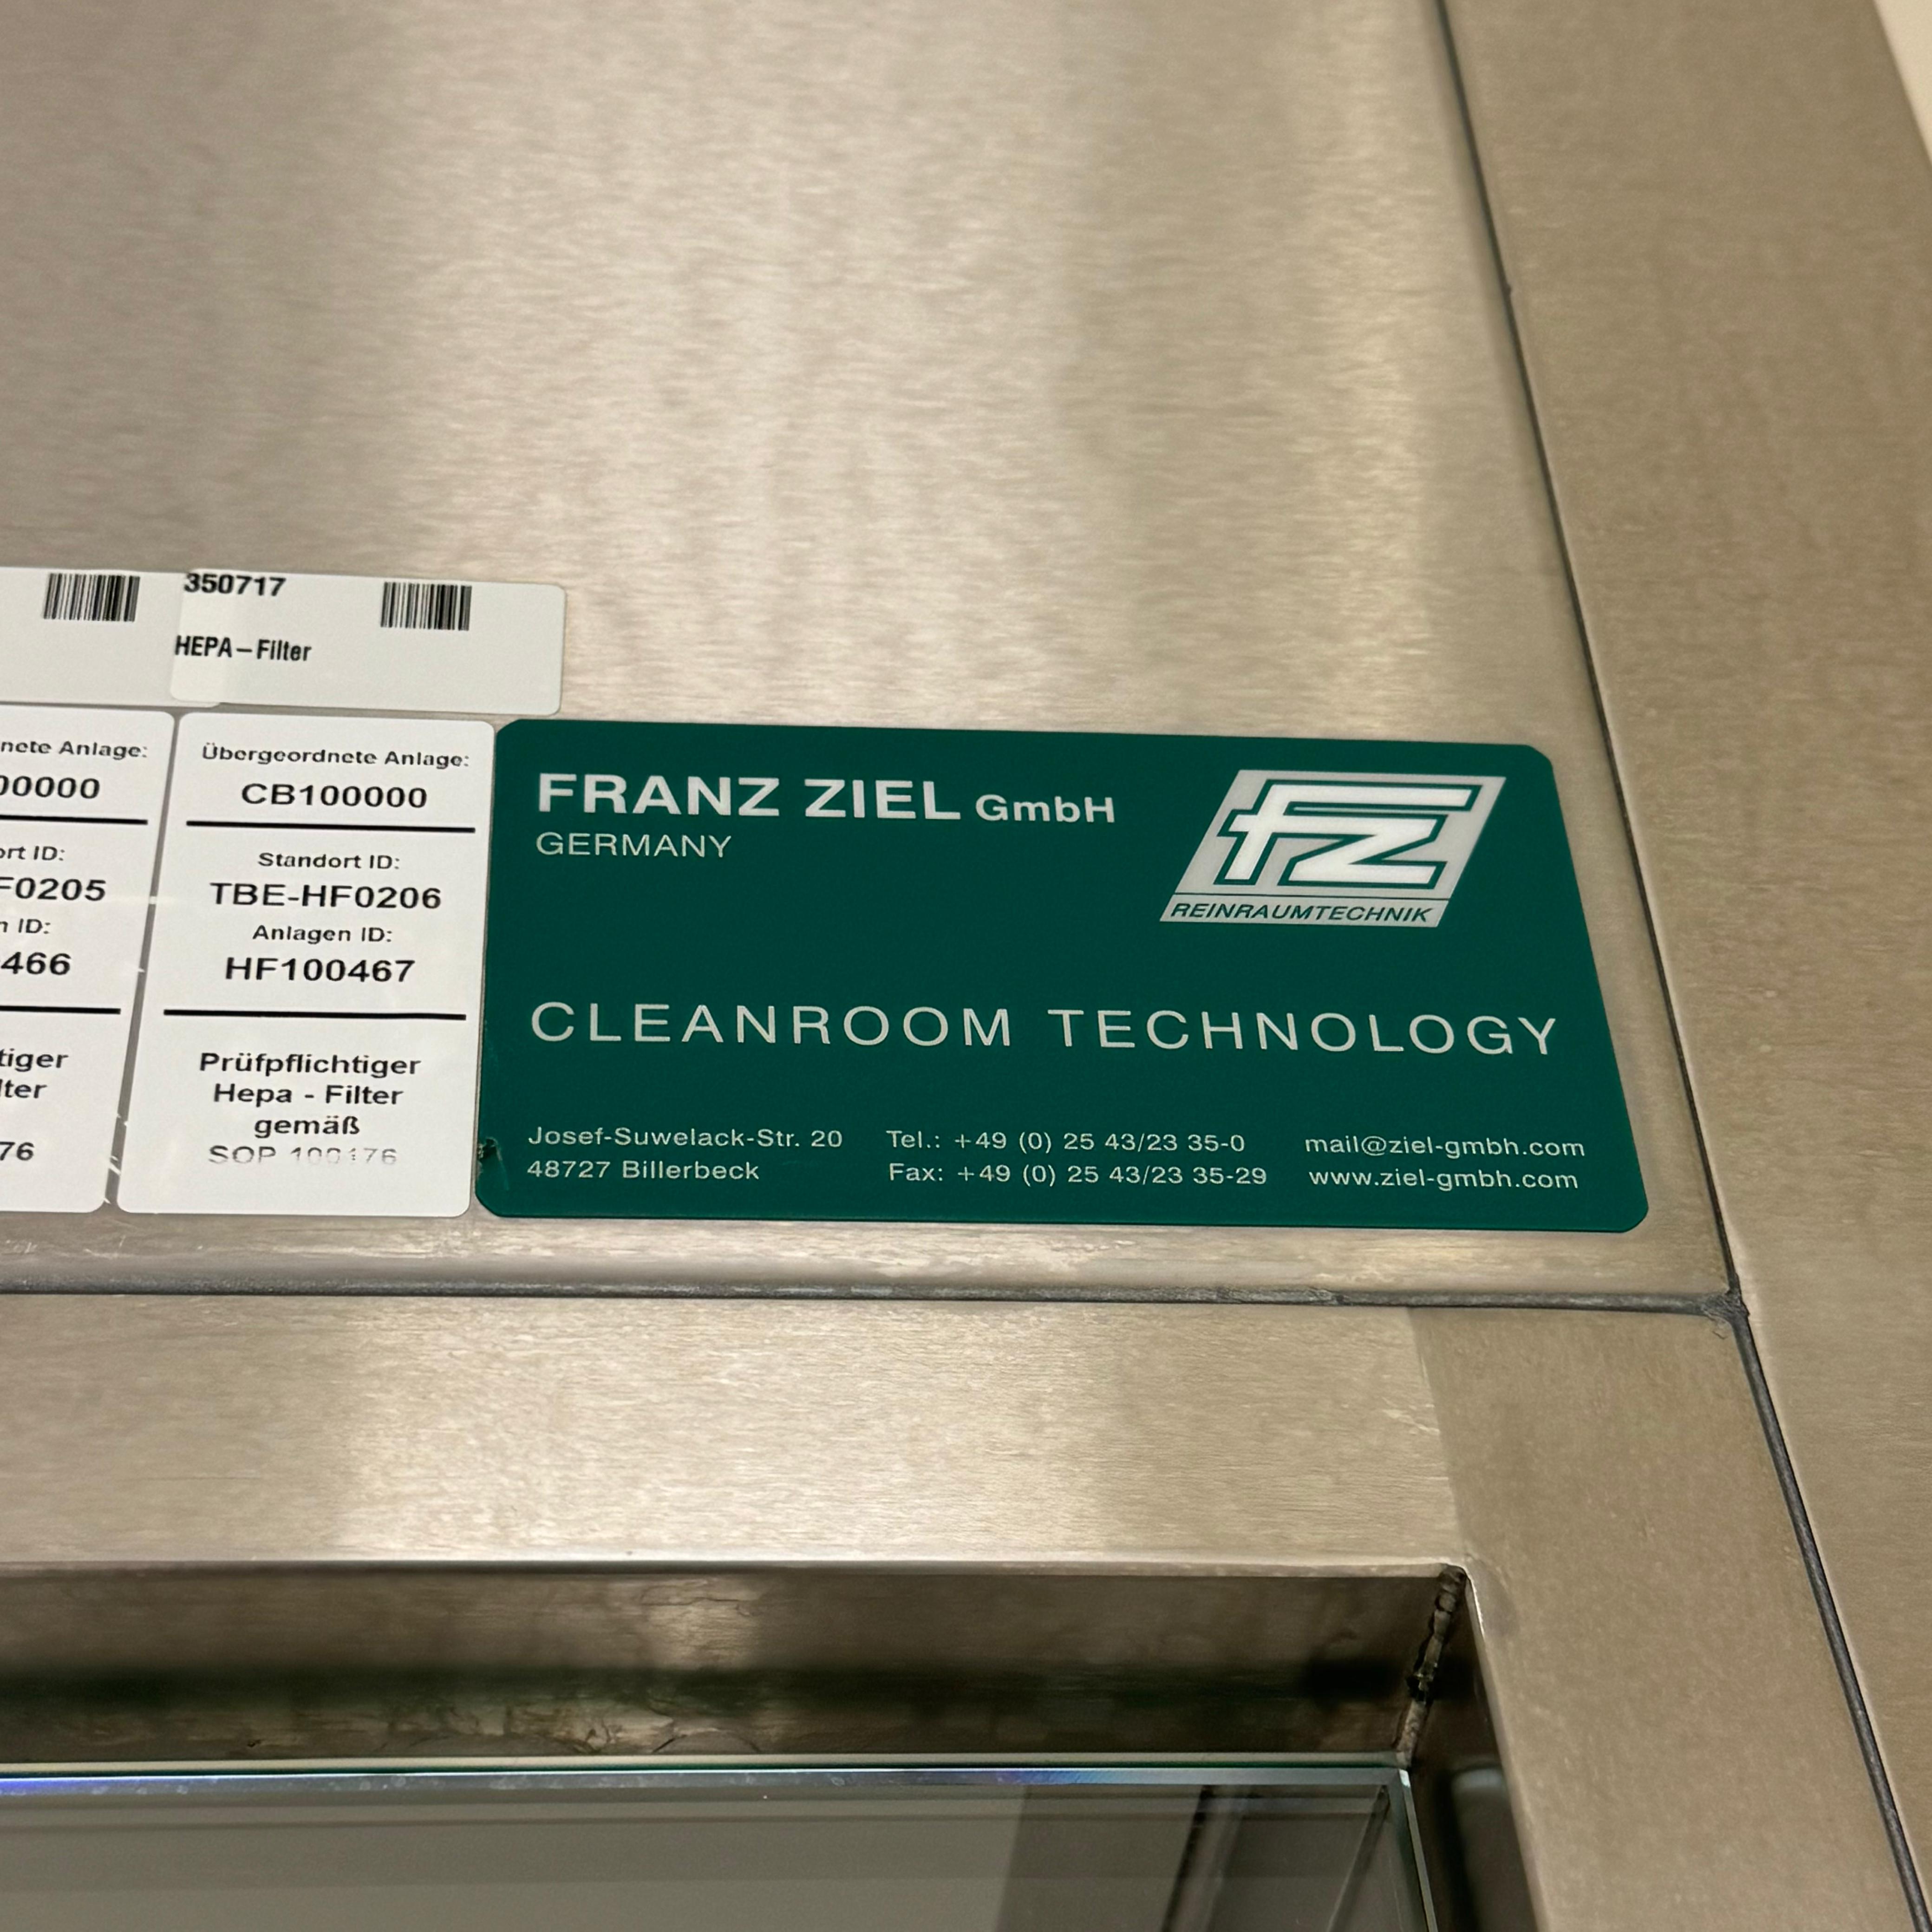 350717
HEPA – Filter
nete Anlage:
00000
ort ID:
F0205
n ID:
466
tiger
lter
76
Übergeordnete Anlage:
CB100000
Standort ID:
TBE-HF0206
Anlagen ID:
HF100467
Prüfpflichtiger
Hepa - Filter
gemäß
SOP 100176
FRANZ ZIEL GmbH
GERMANY
FZ
REINRAUMTECHNIK
CLEANROOM TECHNOLOGY
Josef-Suwelack-Str. 20
48727 Billerbeck
Tel.: +49 (0) 25 43/23 35-0
Fax: +49 (0) 25 43/23 35-29
mail@ziel-gmbh.com
www.ziel-gmbh.com